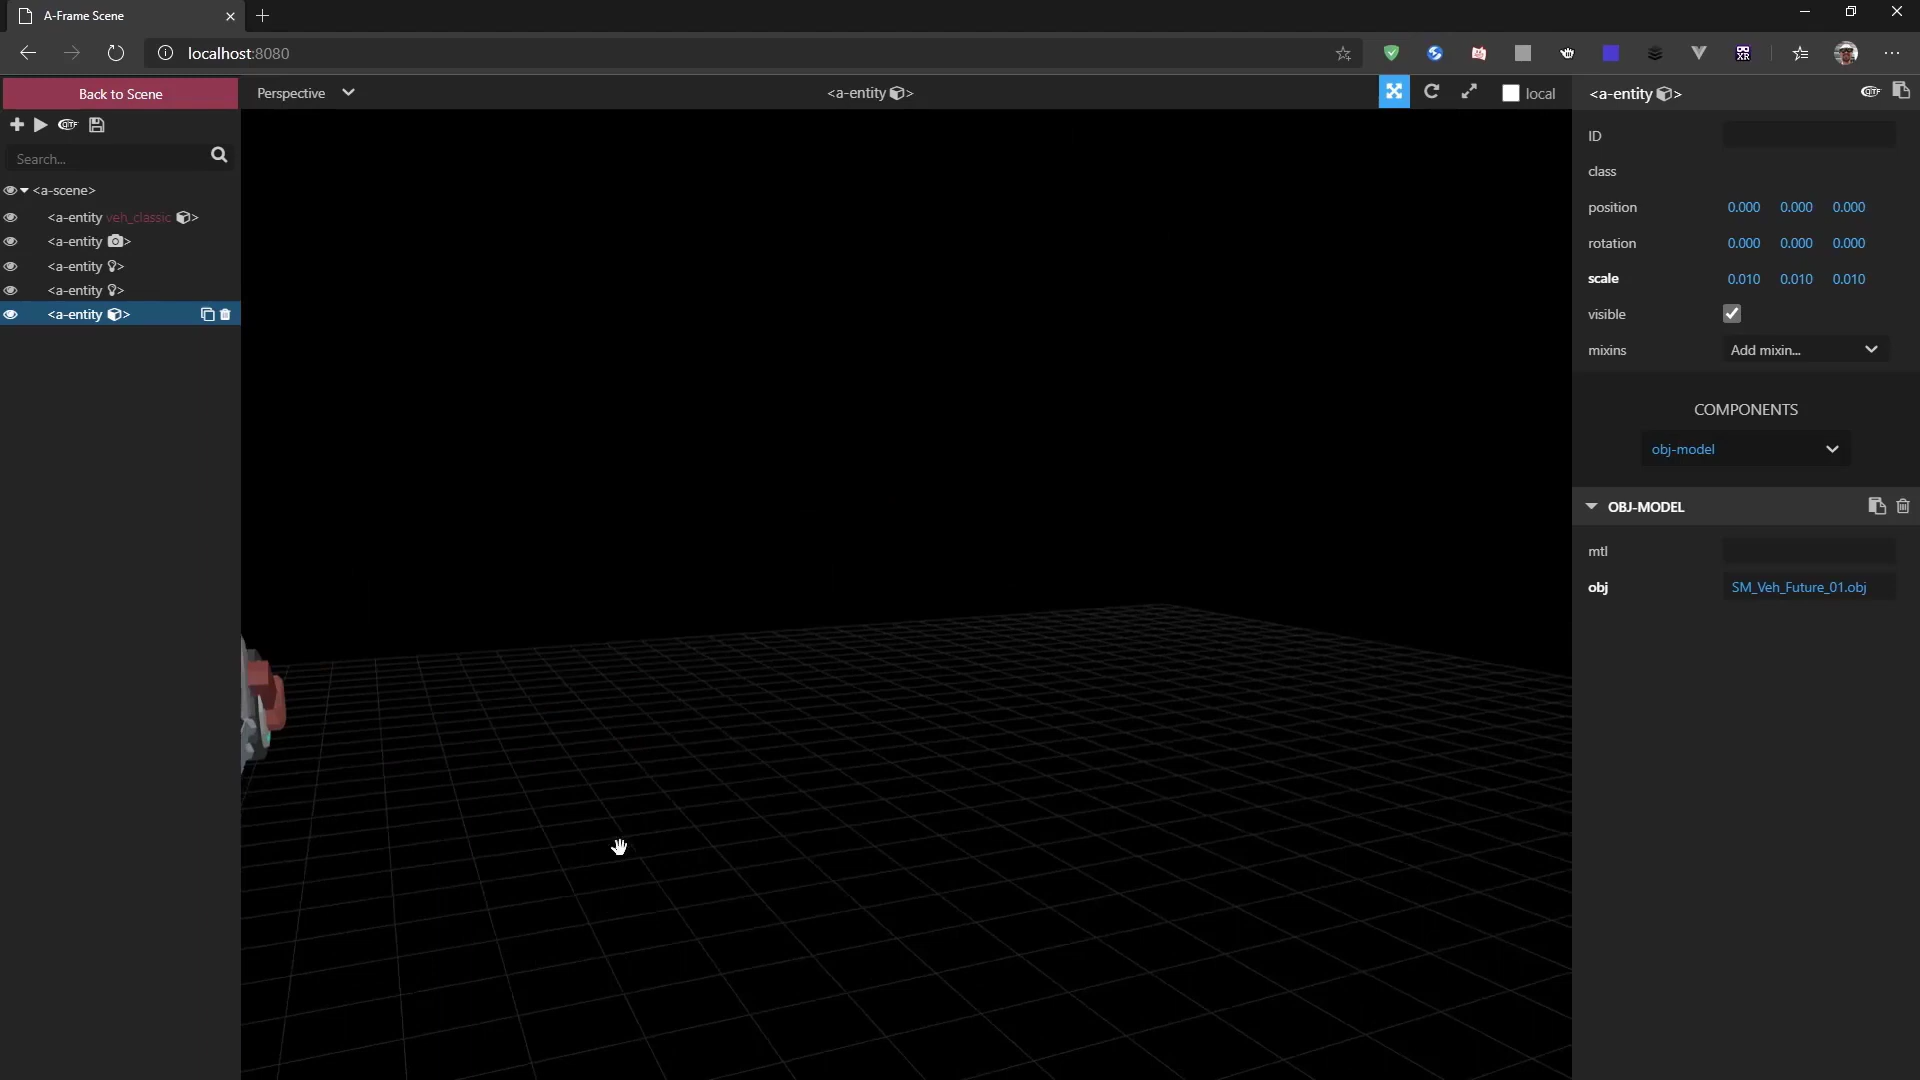 A-Frame Scene
localhost:8080
XR
Back to Scene
Perspective
<a-entity >
local
<a-entity >
Search...
<a-scene>
<a-entity veh_classic >
<a-entity >
<a-entity >
<a-entity >
<a-entity >
ID
class
position 0.000 0.000 0.000
rotation 0.000 0.000 0.000
scale 0.010 0.010 0.010
visible
mixins Add mixin...
COMPONENTS
obj-model
OBJ-MODEL
mtl
obj SM_Veh_Future_01.obj